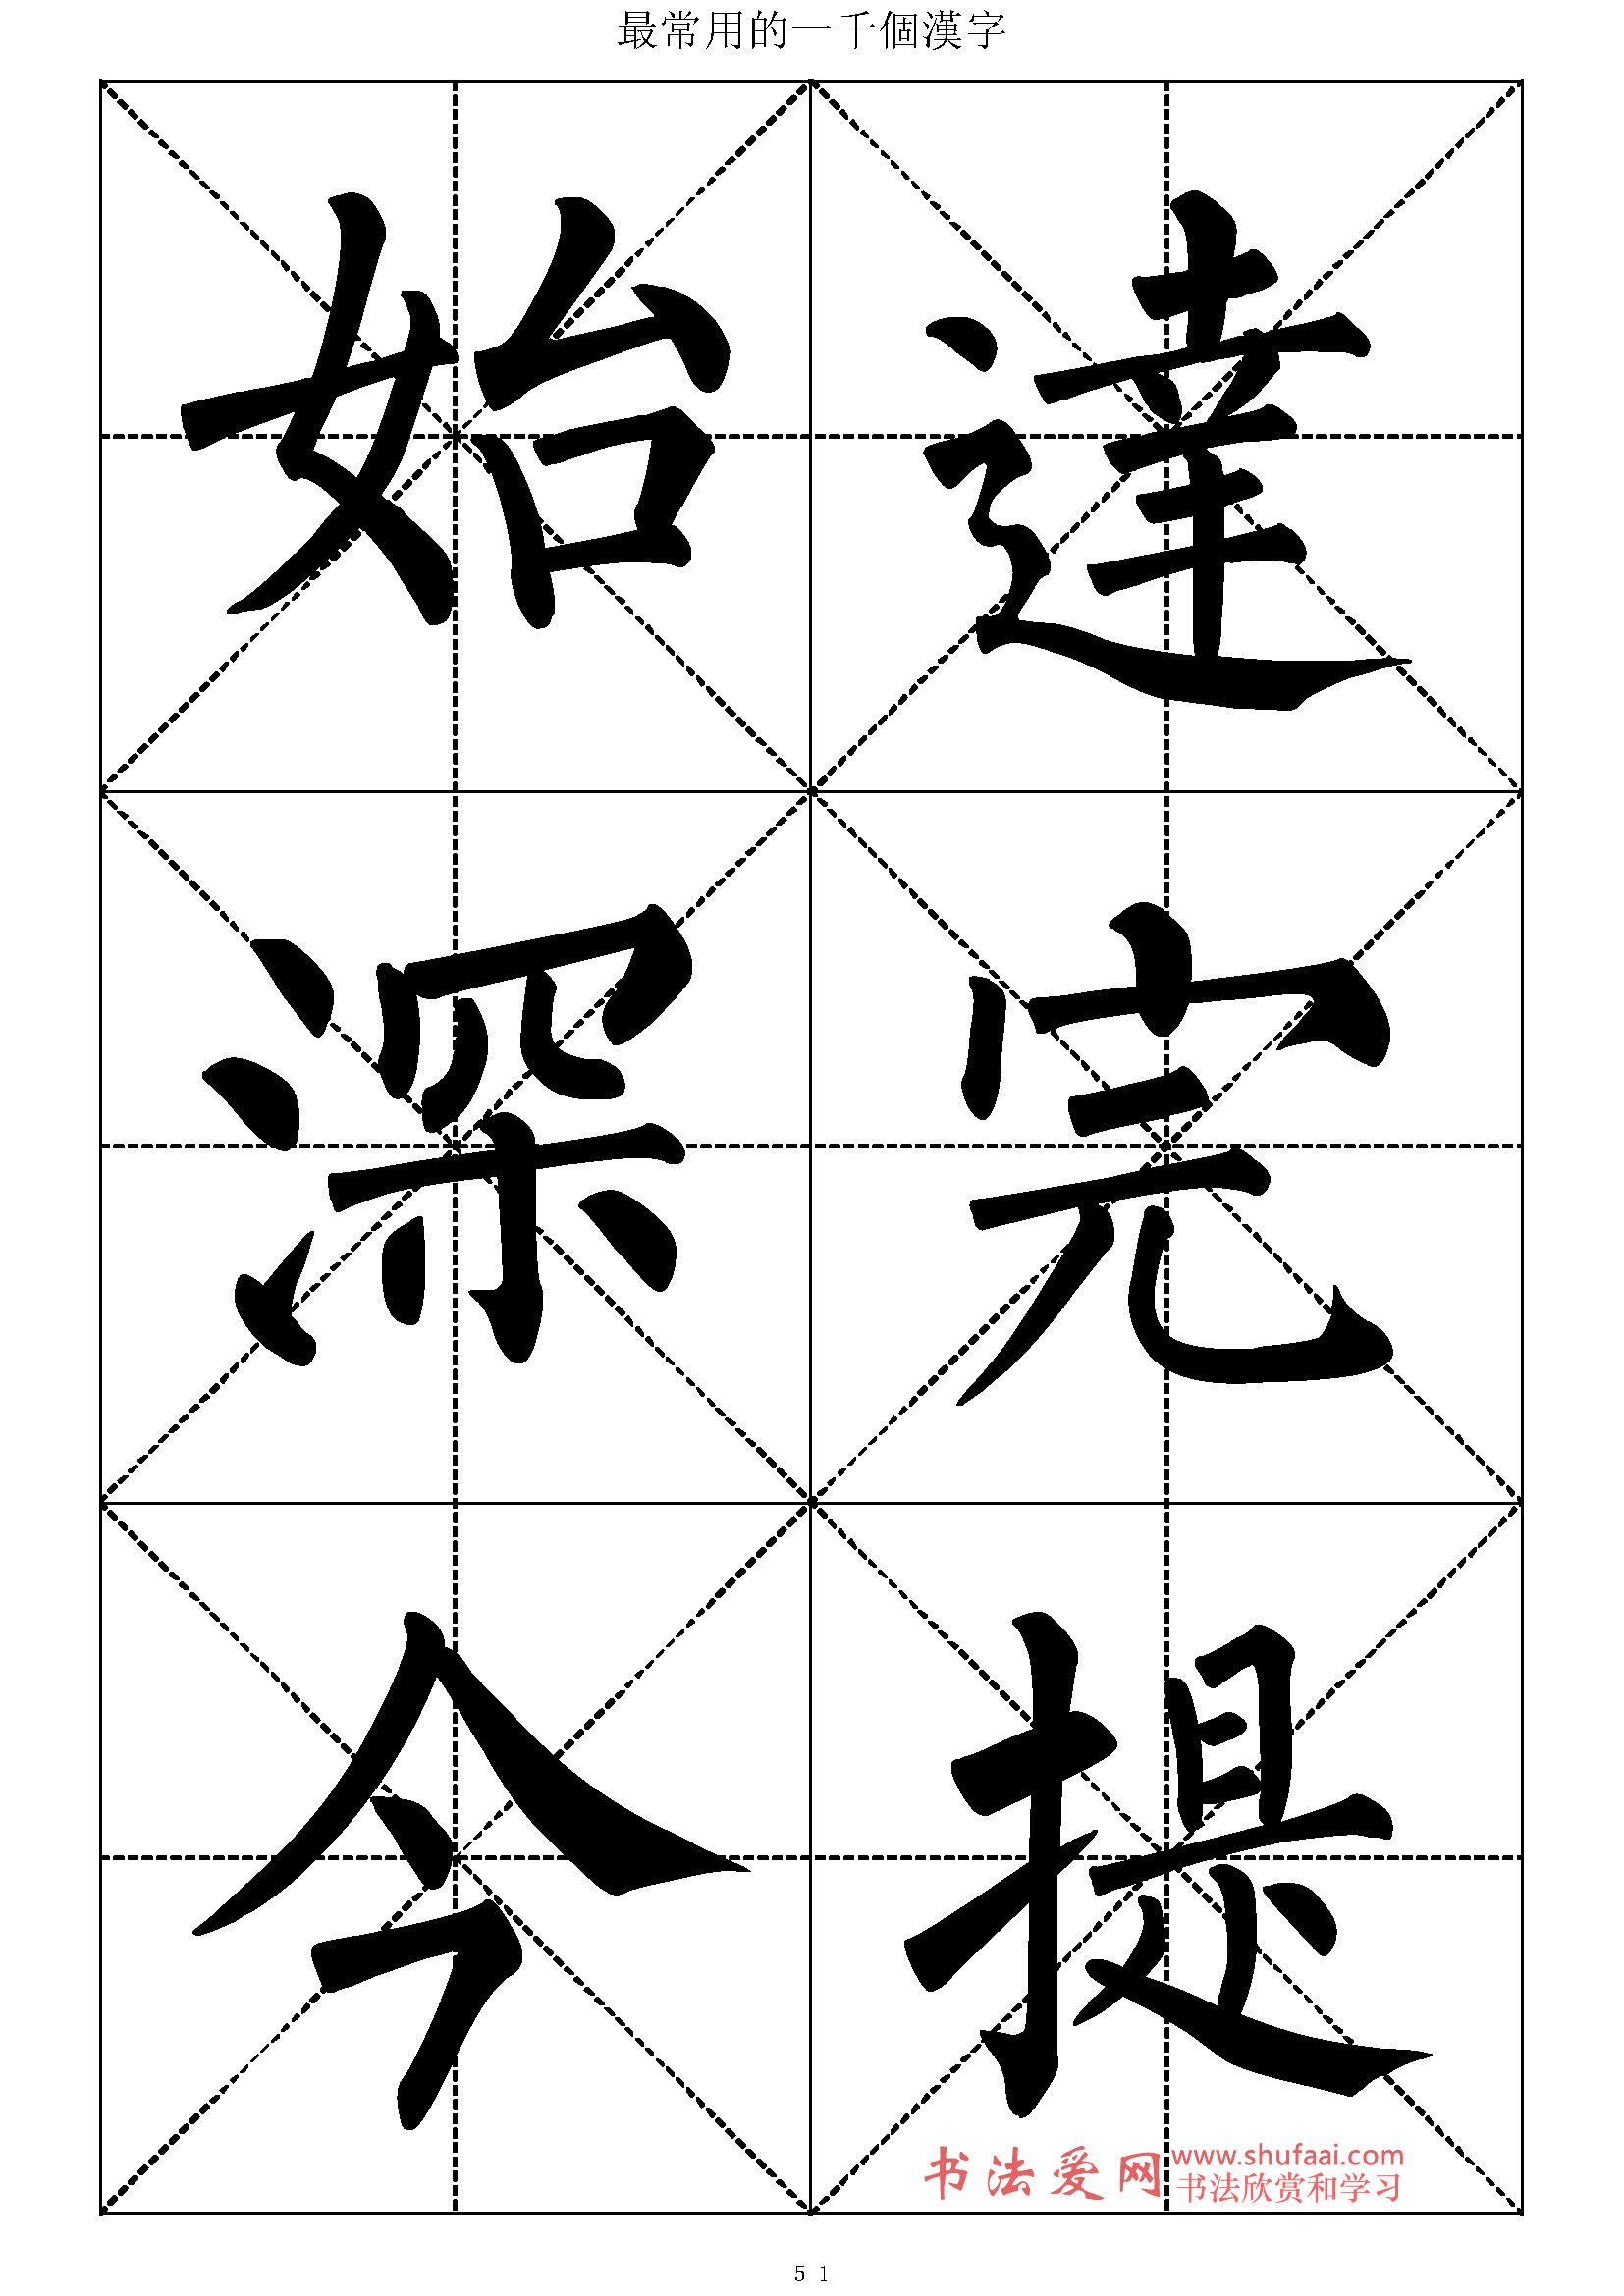 最常用的一千個漢字
始達
深完
今提
书法爱网
www.shufaai.com
书法欣赏和学习
51